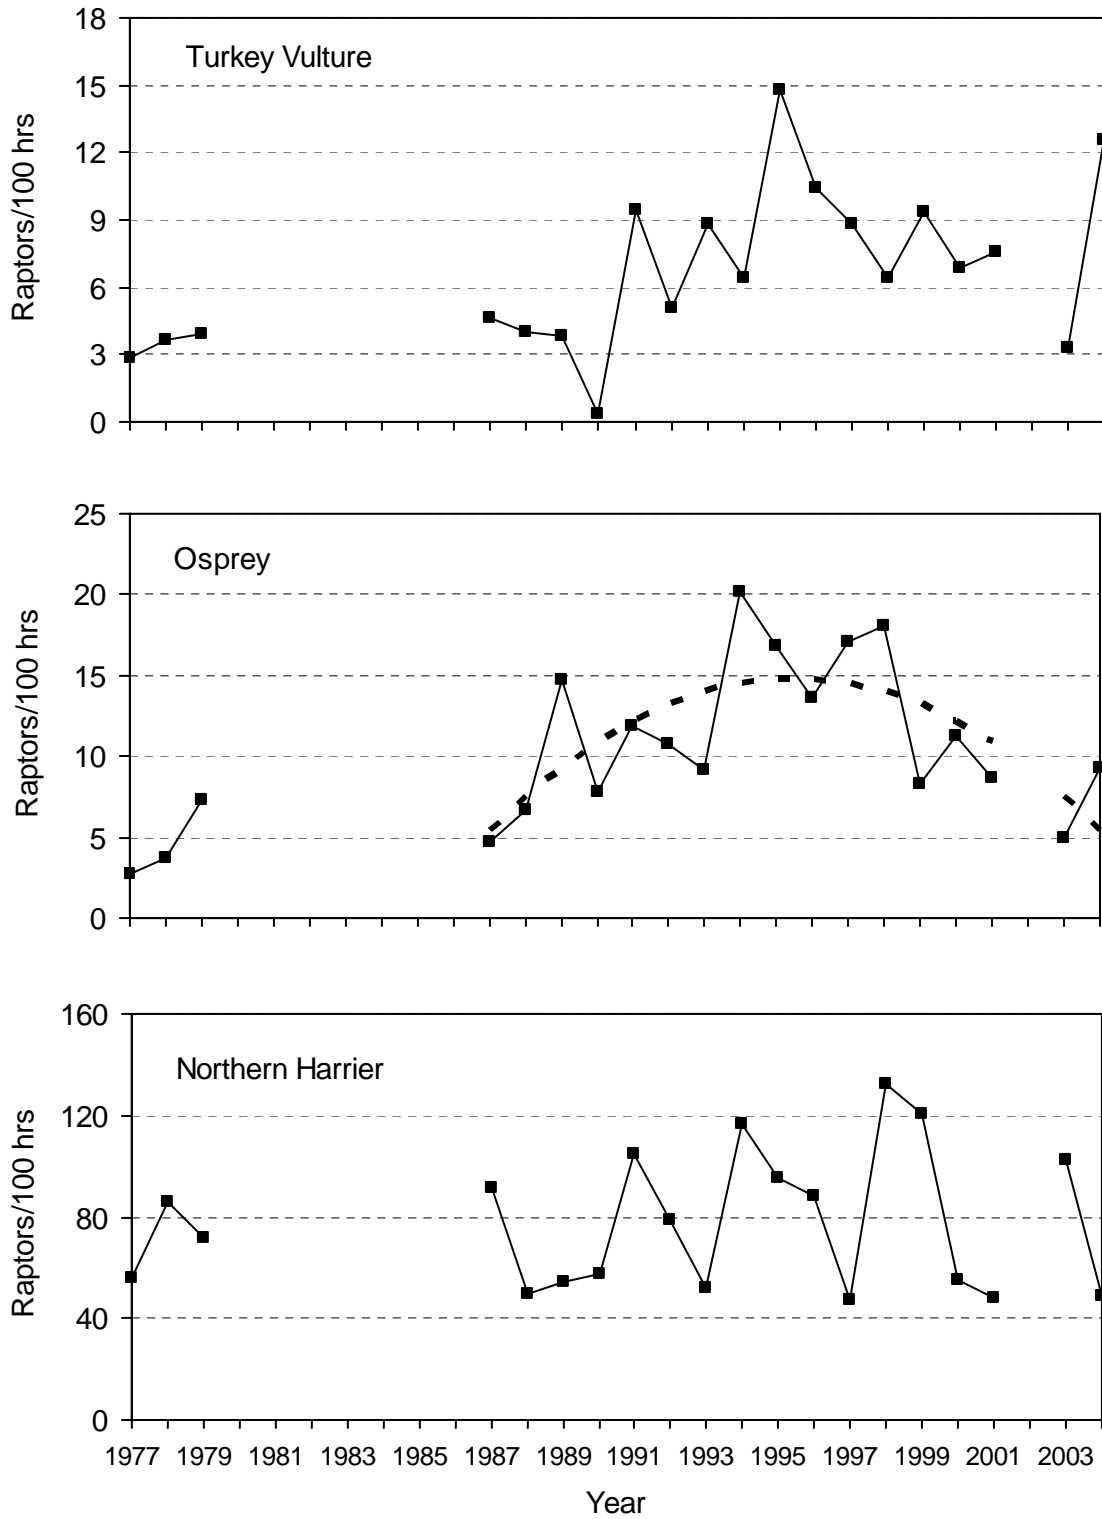 18
Turkey Vulture
15
12
9
6
3
0
Raptors/100 hrs
25
Osprey
20
15
10
5
0
Raptors/100 hrs
160
Northern Harrier
120
80
40
0
Raptors/100 hrs
1977 1979 1981 1983 1985 1987 1989 1991 1993 1995 1997 1999 2001 2003
Year